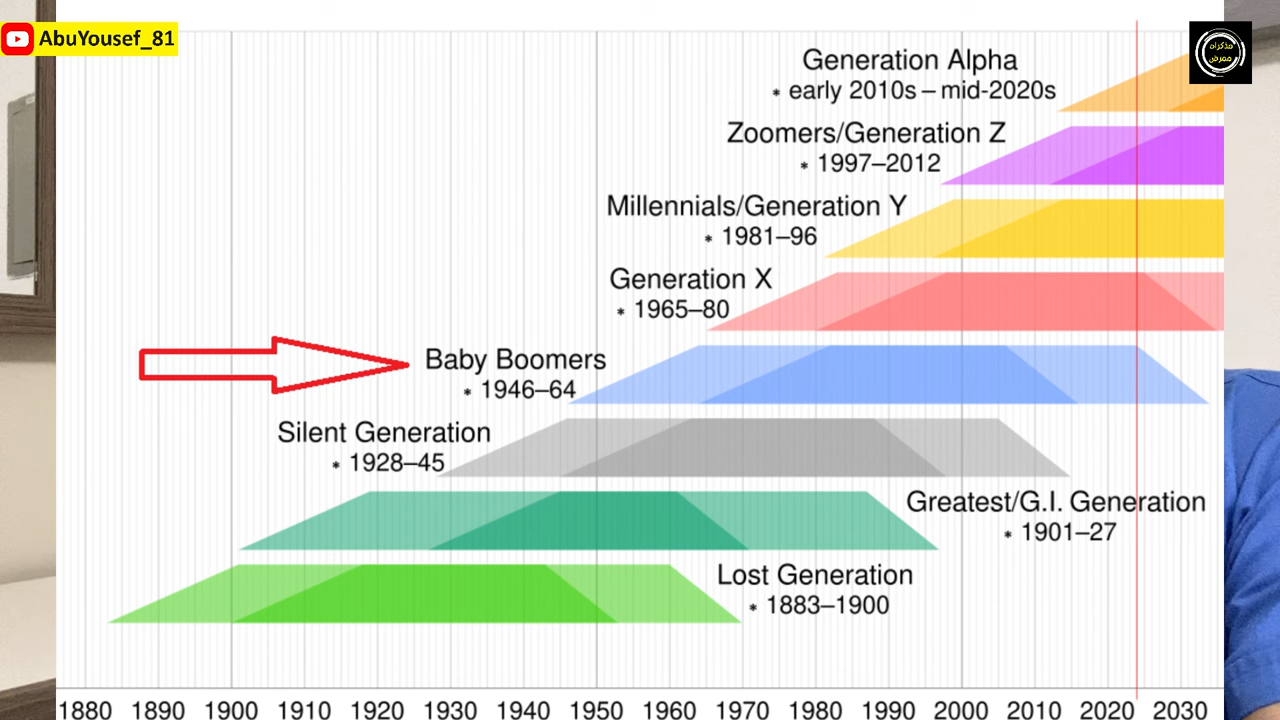 AbuYousef_81
مذكرات
ممرض
Generation Alpha
* early 2010s – mid-2020s
Zoomers/Generation Z
* 1997–2012
Millennials/Generation Y
* 1981–96
Generation X
* 1965–80
Baby Boomers
* 1946–64
Silent Generation
* 1928–45
Greatest/G.I. Generation
* 1901–27
Lost Generation
* 1883–1900
1880 1890 1900 1910 1920 1930 1940 1950 1960 1970 1980 1990 2000 2010 2020 2030